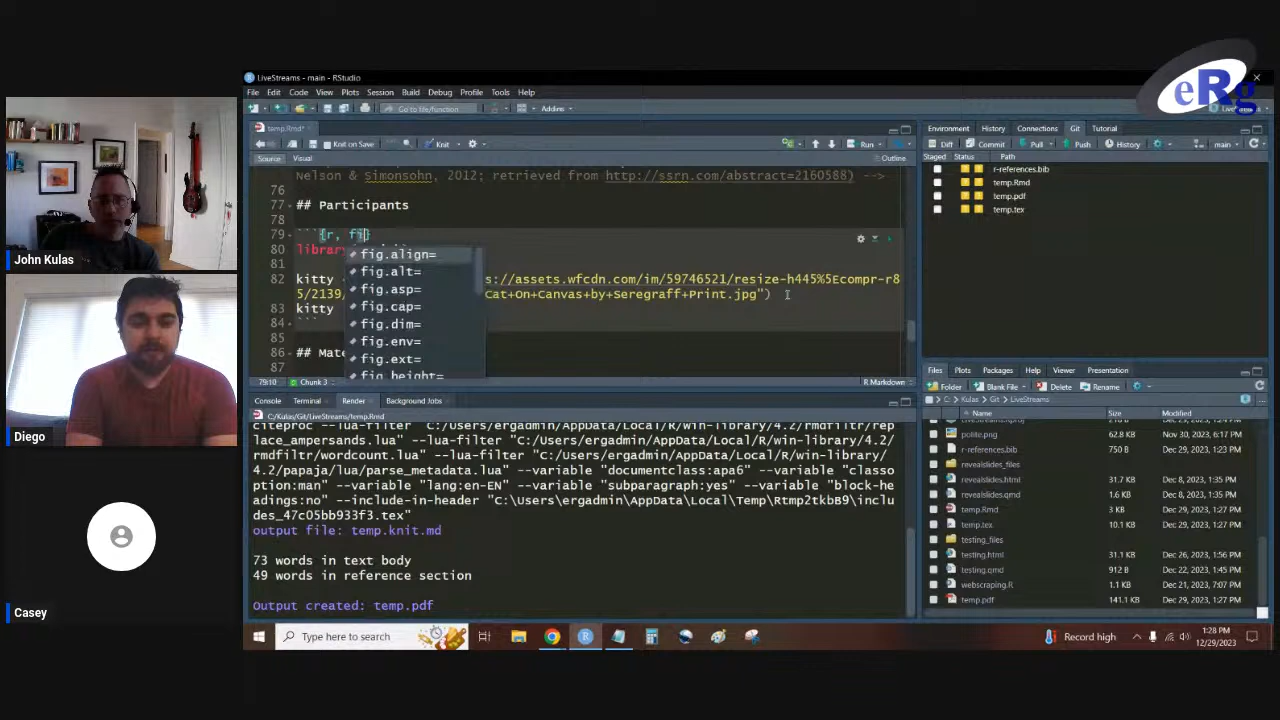 eRg
John Kulas
Diego
Casey
LiveStreams - main - RStudio
File Edit Code View Plots Session Build Debug Profile Tools Help
Go to file/function Addins
LiveStreams
temp.Rmd*
Knit on Save Knit Run
Source Visual Outline
Nelson & Simonsohn, 2012; retrieved from http://ssrn.com/abstract=2160588) -->
76
77 ## Participants
78
79 ```{r, fi}
80 librar
81
82 kitty s://assets.wfcdn.com/im/59746521/resize-h445%5Ecompr-r8
5/2139/ Cat+On+Canvas+by+Seregraff+Print.jpg")
83 kitty
84 ```
85
86 ## Mate
87
fig.align=
fig.alt=
fig.asp=
fig.cap=
fig.dim=
fig.env=
fig.ext=
fig.height=
79:10 Chunk 3 R Markdown
Console Terminal Render Background Jobs
C:/Kulas/Git/LiveStreams/temp.Rmd
citeproc --lua-filter "C:/Users/ergadmin/AppData/Local/R/win-library/4.2/rmdfiltr/rep
lace_ampersands.lua" --lua-filter "C:/Users/ergadmin/AppData/Local/R/win-library/4.2/
rmdfiltr/wordcount.lua" --lua-filter "C:/Users/ergadmin/AppData/Local/R/win-library/
4.2/papaja/lua/parse_metadata.lua" --variable "documentclass:apa6" --variable "classo
ption:man" --variable "lang:en-EN" --variable "subparagraph:yes" --variable "block-he
adings:no" --include-in-header "C:\Users\ergadmin\AppData\Local\Temp\Rtmp2tkbB9\inclu
des_47c05bb933f3.tex"
output file: temp.knit.md
73 words in text body
49 words in reference section
Output created: temp.pdf
Environment History Connections Git Tutorial
Diff Commit Pull Push History main
Staged Status Path
r-references.bib
temp.Rmd
temp.pdf
temp.tex
Files Plots Packages Help Viewer Presentation
Folder Blank File Delete Rename
C: Kulas Git LiveStreams
Name Size Modified
polite.png 62.8 KB Nov 30, 2023, 6:17 PM
r-references.bib 750 B Dec 29, 2023, 1:23 PM
revealslides_files
revealslides.html 31.7 KB Dec 8, 2023, 1:35 PM
revealslides.qmd 1.6 KB Dec 8, 2023, 1:35 PM
temp.Rmd 3 KB Dec 29, 2023, 1:27 PM
temp.tex 10.1 KB Dec 29, 2023, 1:27 PM
testing_files
testing.html 31.1 KB Dec 26, 2023, 1:56 PM
testing.qmd 912 B Dec 22, 2023, 1:45 PM
webscraping.R 1.1 KB Dec 21, 2023, 7:07 PM
temp.pdf 141.1 KB Dec 29, 2023, 1:27 PM
Type here to search
Record high
1:28 PM
12/29/2023